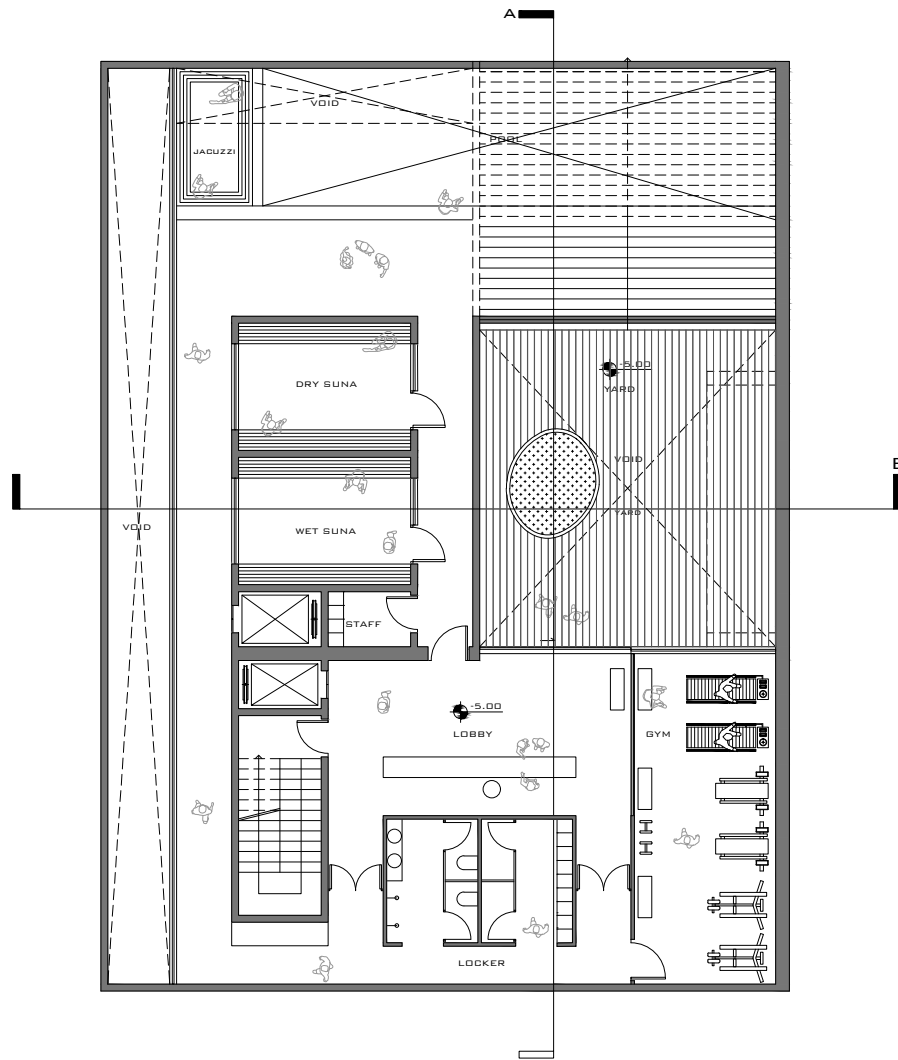 A
VOID
POOL
JACUZZI
-5.00
YARD
DRY SUNA
VOID
B
YARD
VOID
WET SUNA
STAFF
-5.00
LOBBY
GYM
LOCKER